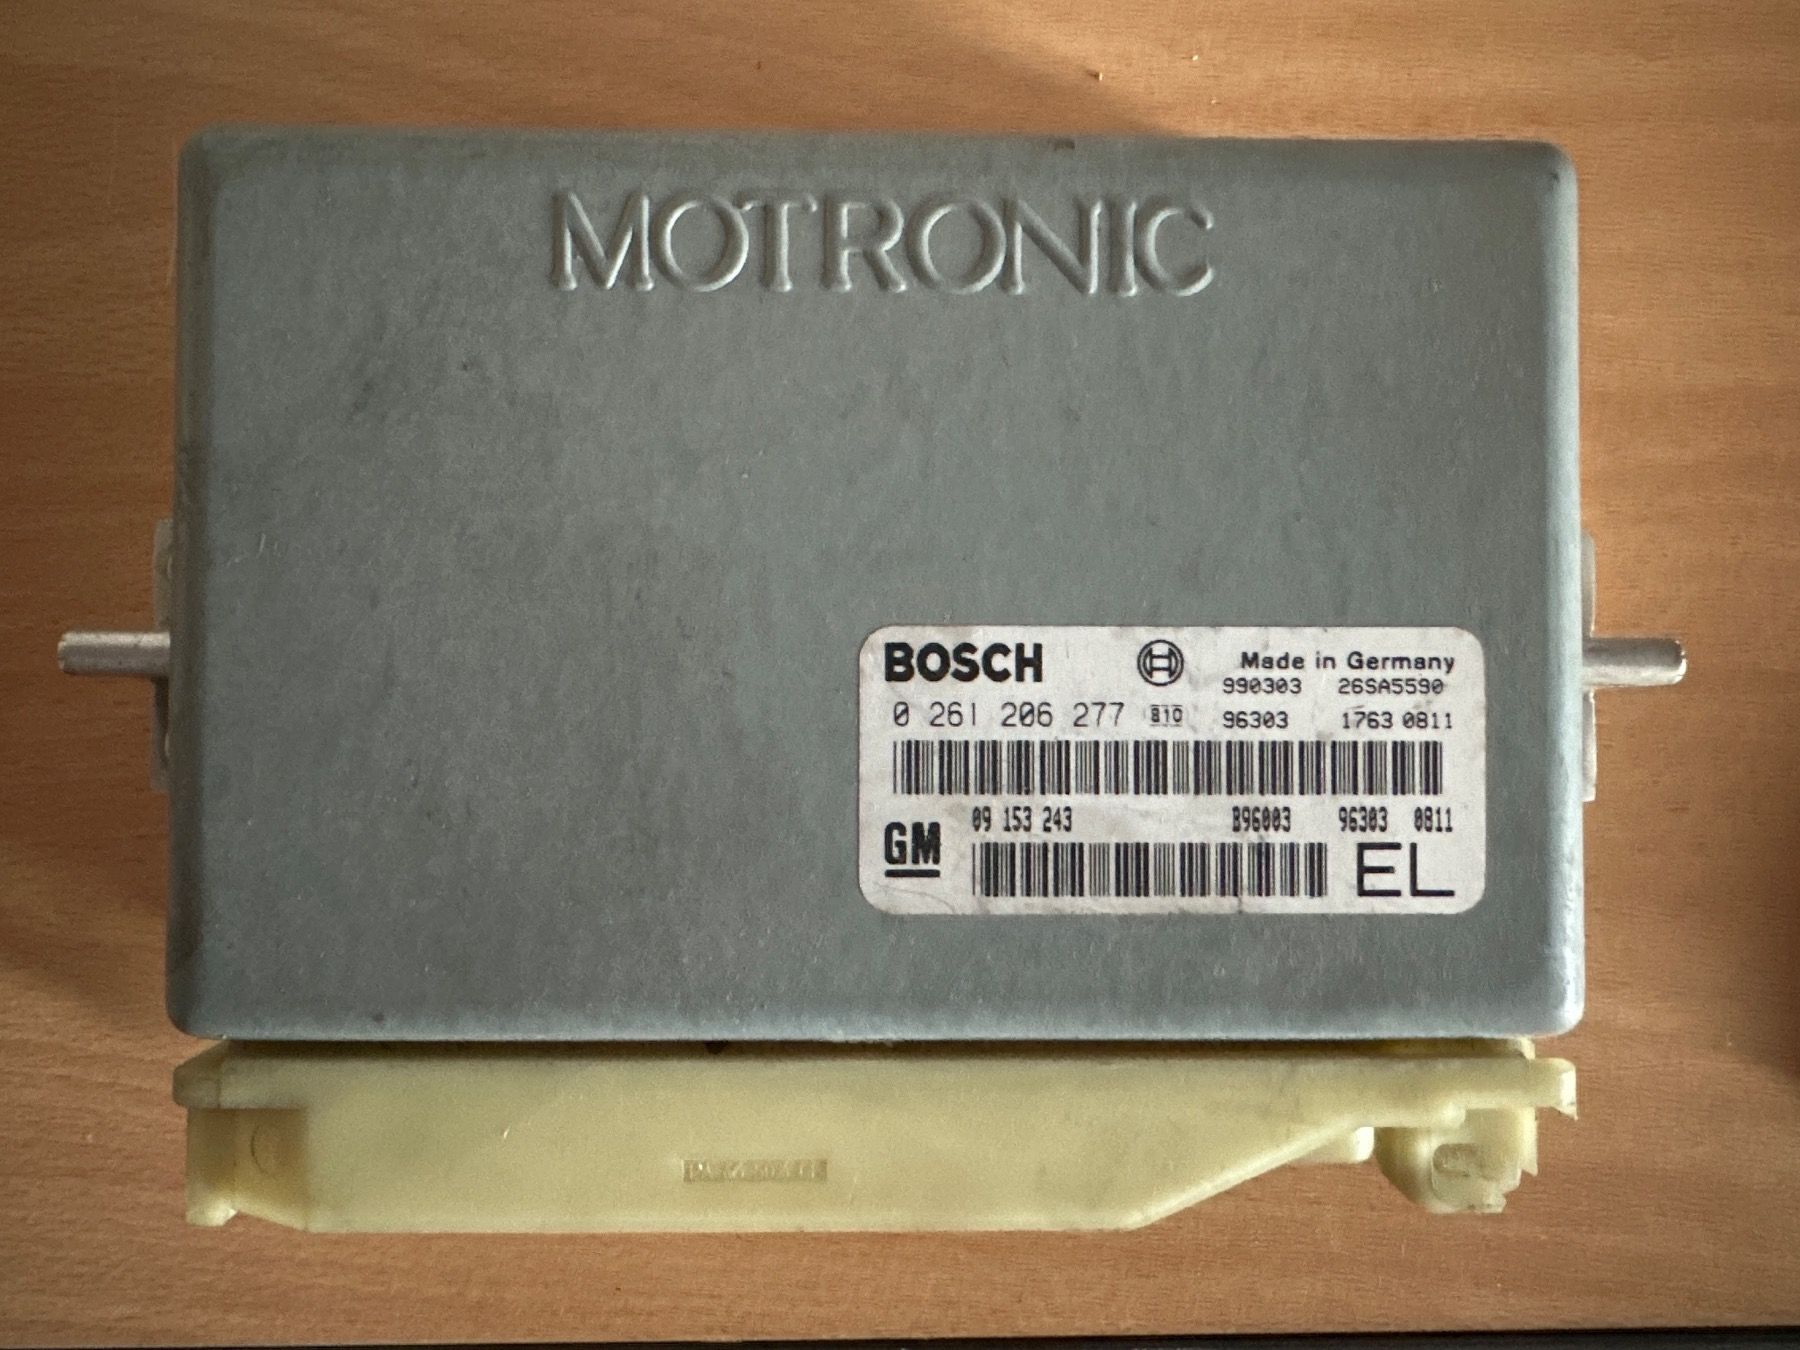 MOTRONIC
BOSCH Made in Germany
990303 26SA5590
0 261 206 277 B10 96303 1763 0811
09 153 243 B96003 96303 0811
GM EL